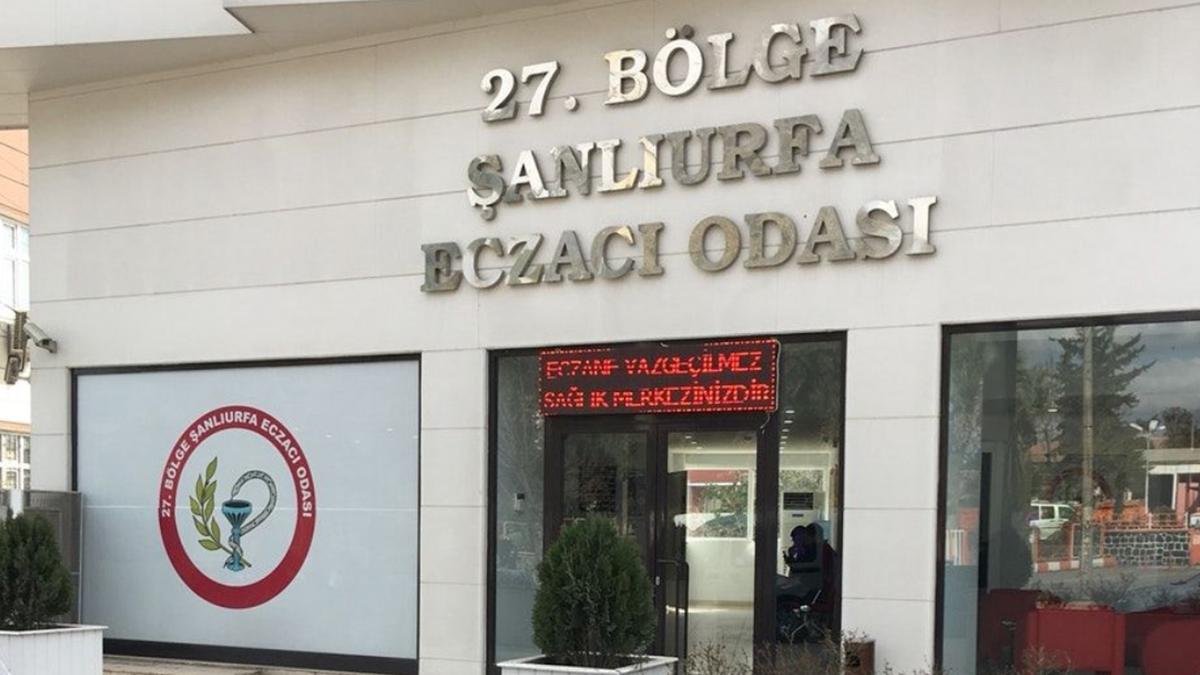 27. BÖLGE
ŞANLIURFA
ECZACI ODASI
ECZANE VAZGEÇİLMEZ
SAĞLIK MERKEZİNİZDİR
27. BÖLGE ŞANLIURFA ECZACI ODASI